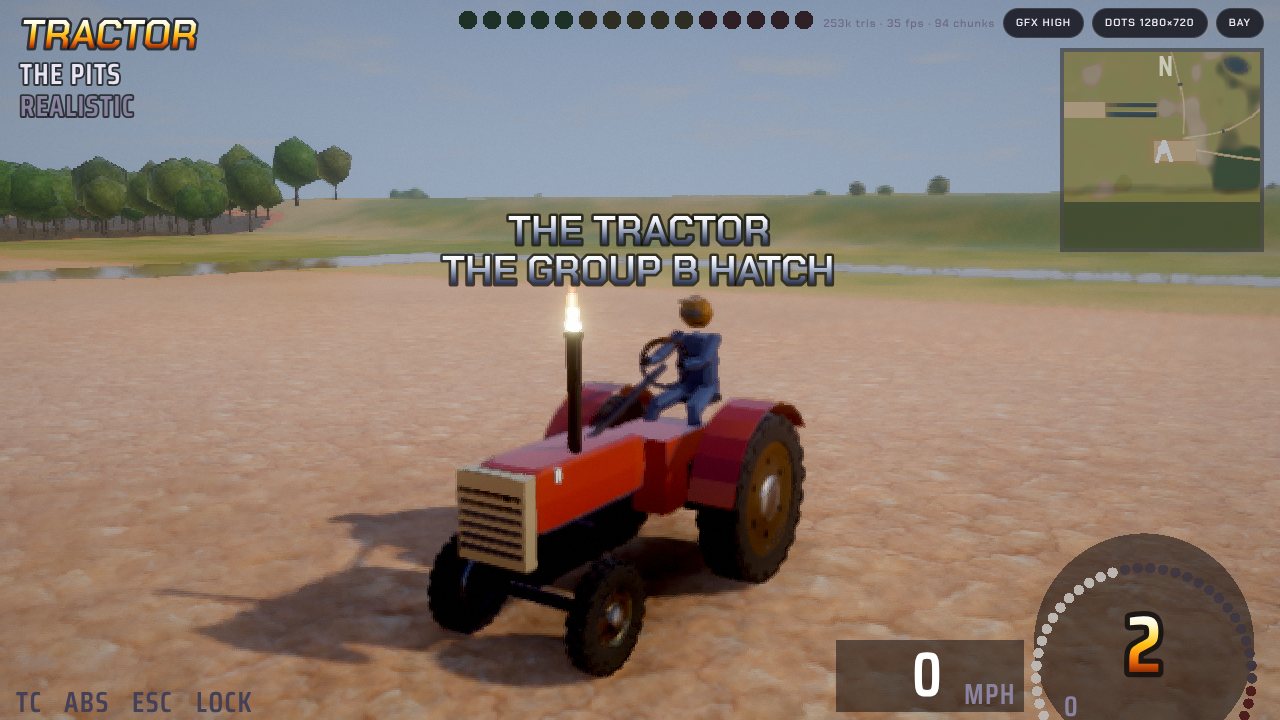 TRACTOR
THE PITS
REALISTIC
253k tris · 35 fps · 94 chunks
GFX HIGH
DOTS 1280×720
BAY
N
A
THE TRACTOR
THE GROUP B HATCH
2
0
0 MPH
TC ABS ESC LOCK